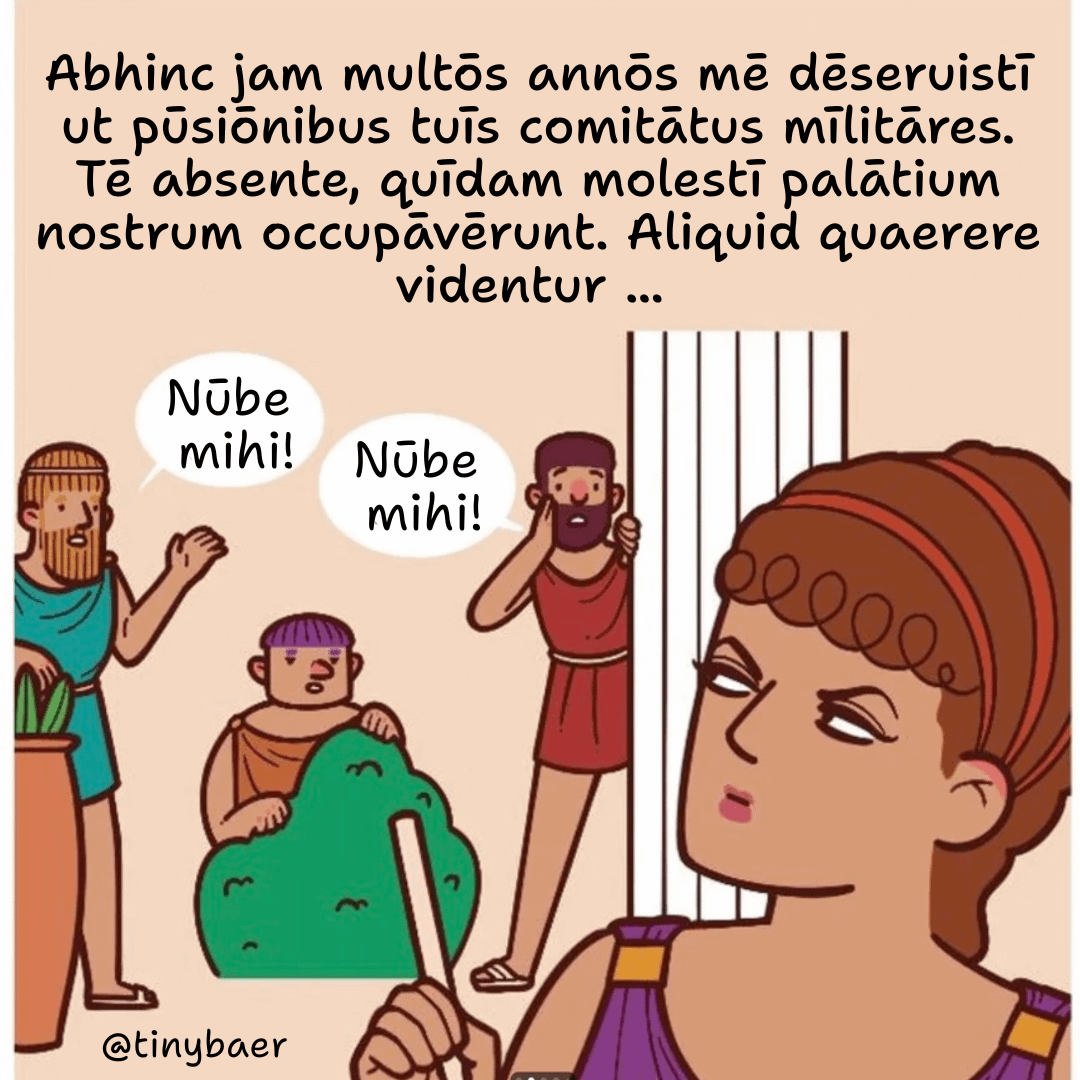 Abhinc jam multōs annōs mē dēseruistī
ut pūsiōnibus tuīs comitātus mīlitāres.
Tē absente, quīdam molestī palātium
nostrum occupāvērunt. Aliquid quaerere
videntur ...
Nūbe
mihi!
Nūbe
mihi!
@tinybaer